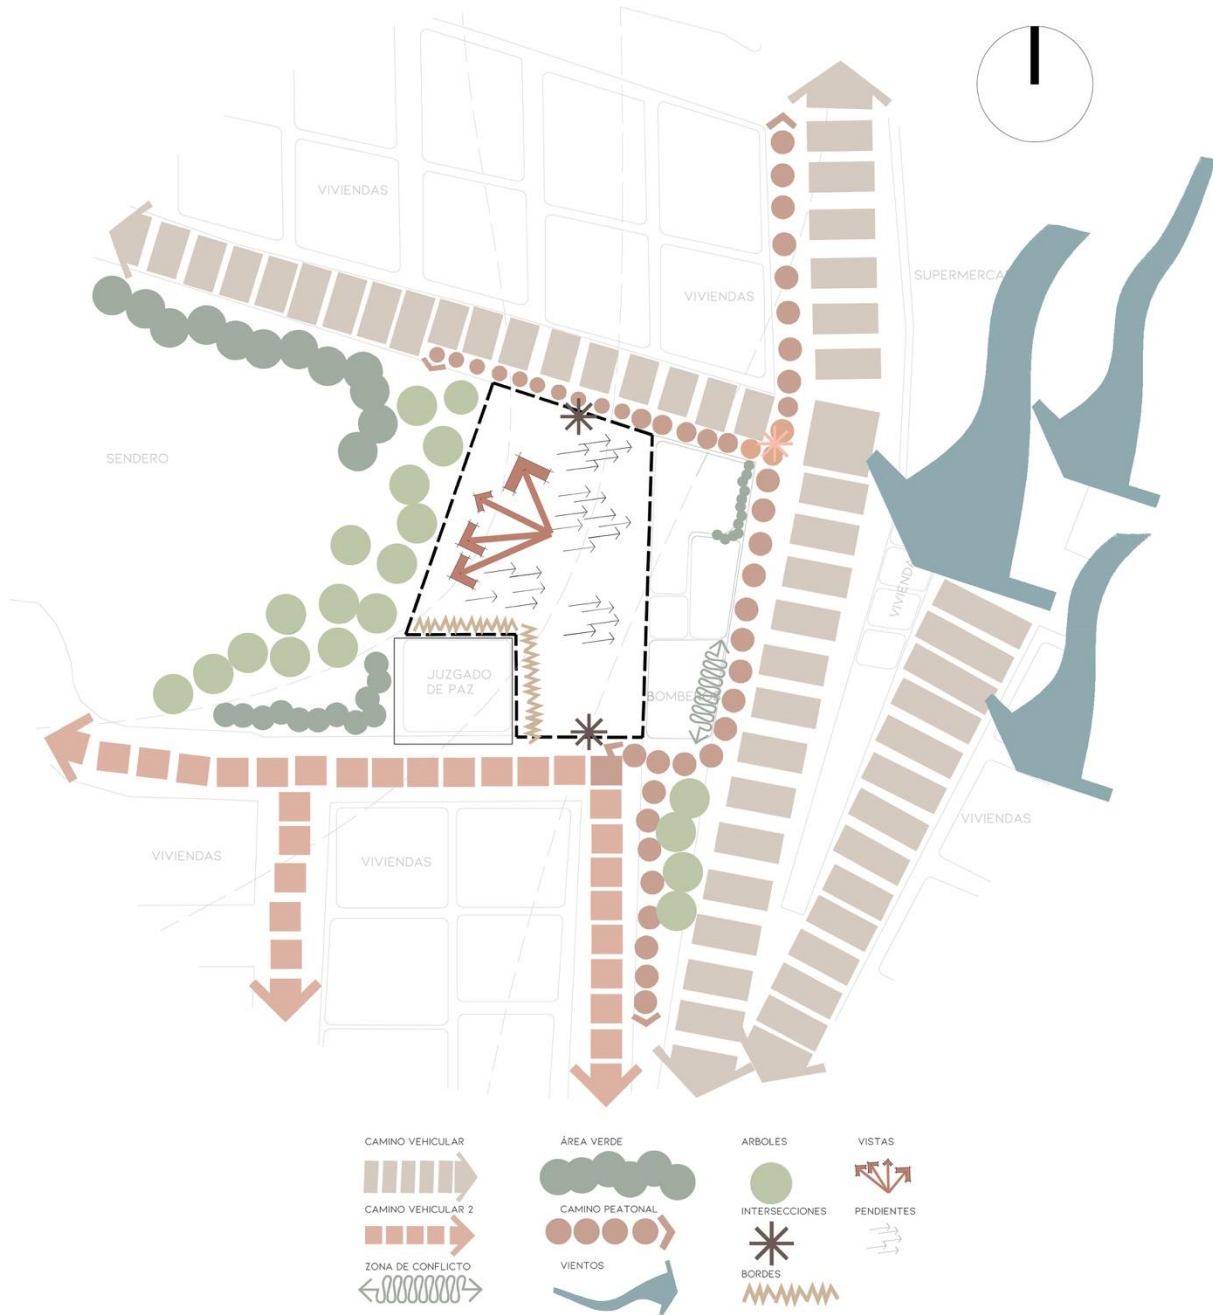 VIVIENDAS
SUPERMERCA
VIVIENDAS
SENDERO
VIVIENDA
JUZGADO
DE PAZ
BOMBEROS
VIVIENDAS
VIVIENDAS
VIVIENDAS
CAMINO VEHICULAR
ÁREA VERDE
ARBOLES
VISTAS
CAMINO VEHICULAR 2
CAMINO PEATONAL
INTERSECCIONES
PENDIENTES
ZONA DE CONFLICTO
VIENTOS
BORDES